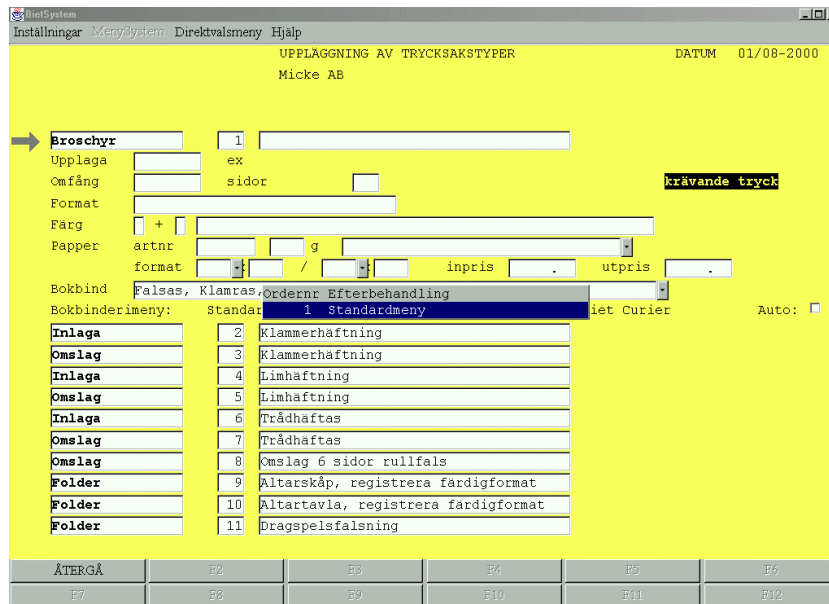 BietSystem
Inställningar MenySystem Direktvalsmeny Hjälp
UPPLÄGGNING AV TRYCKSAKSTYPER DATUM 01/08-2000
Micke AB
Broschyr 1
Upplaga ex
Omfång sidor krävande tryck
Format
Färg +
Papper artnr g
format : / : inpris . utpris .
Bokbind Falsas, Klamras,
Ordernr Efterbehandling
Bokbinderimeny: Standar 1 Standardmeny iet Curier Auto:
Inlaga 2 Klammerhäftning
Omslag 3 Klammerhäftning
Inlaga 4 Limhäftning
Omslag 5 Limhäftning
Inlaga 6 Trådhäftas
Omslag 7 Trådhäftas
Omslag 8 Omslag 6 sidor rullfals
Folder 9 Altarskåp, registrera färdigformat
Folder 10 Altartavla, registrera färdigformat
Folder 11 Dragspelsfalsning
ÅTERGÅ F2 F3 F4 F5 F6
F7 F8 F9 F10 F11 F12